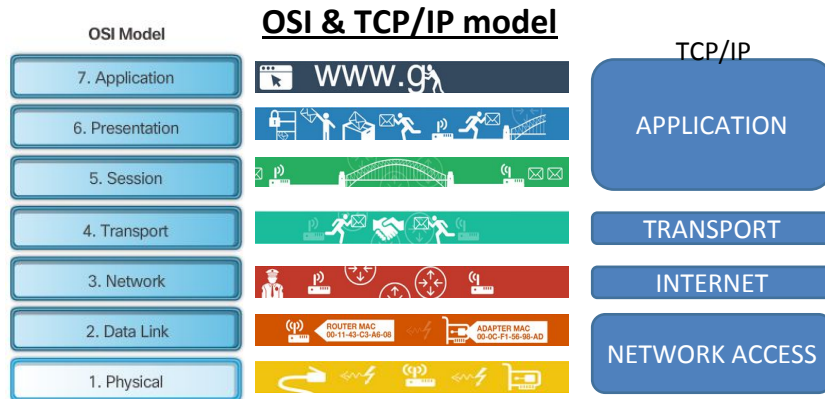 OSI & TCP/IP model
OSI Model
TCP/IP
7. Application
www.g
APPLICATION
6. Presentation
5. Session
4. Transport
TRANSPORT
3. Network
INTERNET
2. Data Link
ROUTER MAC
00-11-43-C3-A6-08
ADAPTER MAC
00-0C-F1-56-98-AD
NETWORK ACCESS
1. Physical